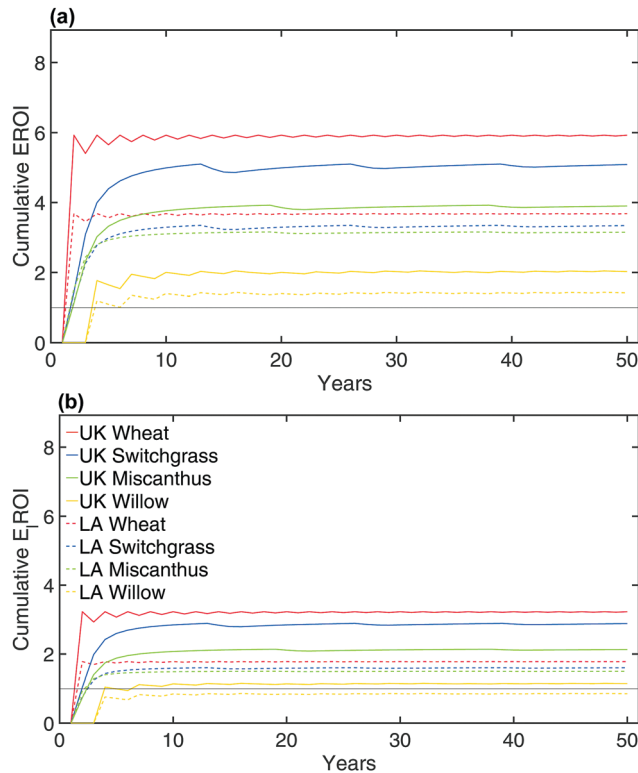 (a)
8
6
4
2
0
Cumulative EROI
0 10 20 30 40 50
Years
(b)
8
6
4
2
0
Cumulative E_IROI
UK Wheat
UK Switchgrass
UK Miscanthus
UK Willow
LA Wheat
LA Switchgrass
LA Miscanthus
LA Willow
0 10 20 30 40 50
Years